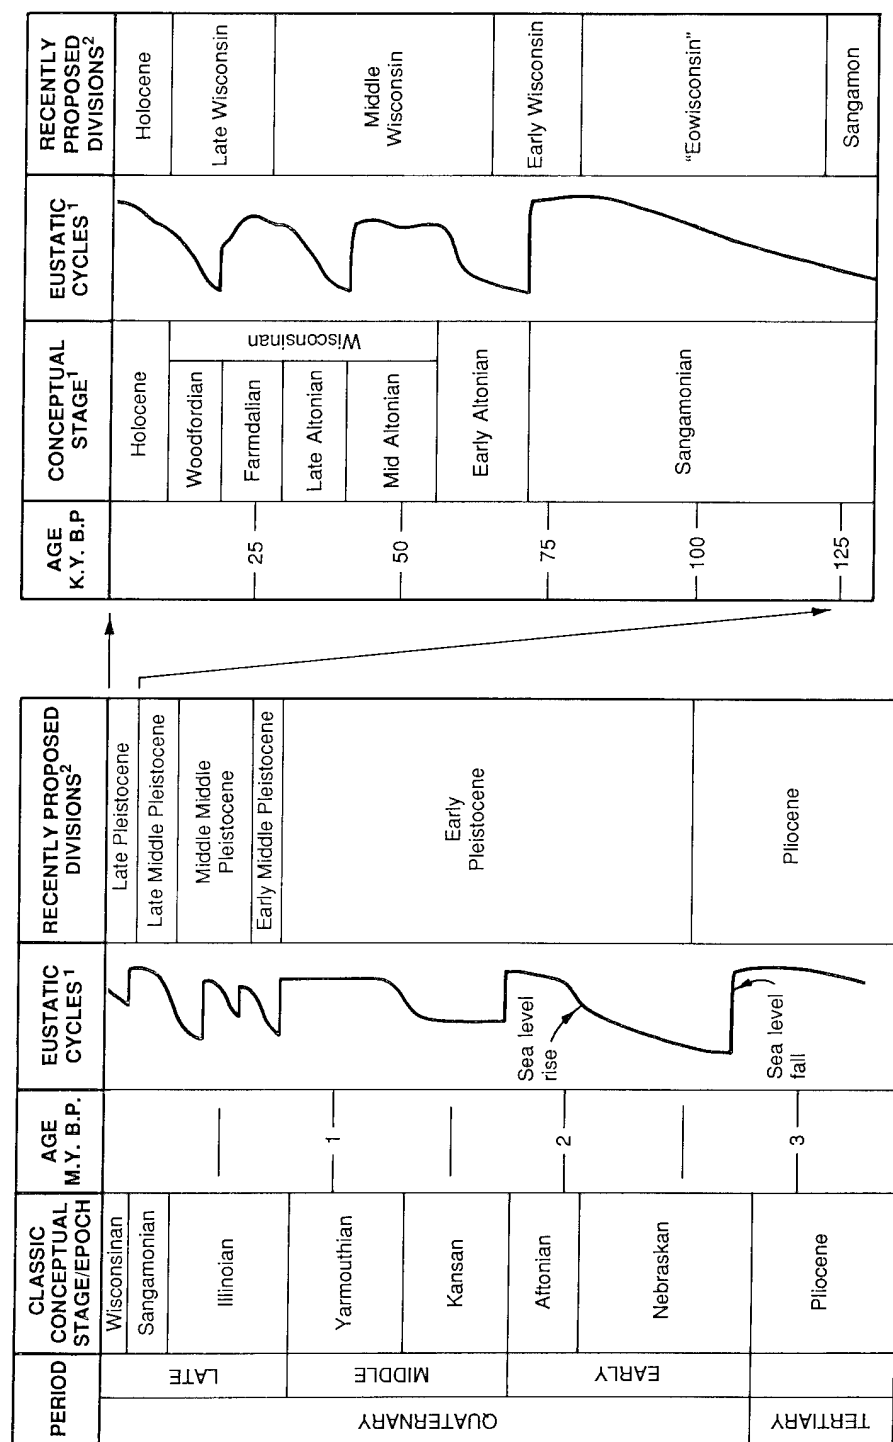 PERIOD
CLASSIC
CONCEPTUAL
STAGE/EPOCH
AGE
M.Y. B.P.
EUSTATIC
CYCLES1
RECENTLY PROPOSED
DIVISIONS2
QUATERNARY
TERTIARY
LATE
MIDDLE
EARLY
Wisconsinan
Sangamonian
Illinoian
Yarmouthian
Kansan
Aftonian
Nebraskan
Pliocene
1
2
3
Sea level
rise
Sea level
fall
Late Pleistocene
Late Middle Pleistocene
Middle Middle
Pleistocene
Early Middle Pleistocene
Early
Pleistocene
Pliocene
AGE
K.Y. B.P
CONCEPTUAL
STAGE1
EUSTATIC
CYCLES1
RECENTLY
PROPOSED
DIVISIONS2
25
50
75
100
125
Holocene
Woodfordian
Farmdalian
Late Altonian
Mid Altonian
Early Altonian
Sangamonian
Wisconsinan
Holocene
Late Wisconsin
Middle
Wisconsin
Early Wisconsin
"Eowisconsin"
Sangamon